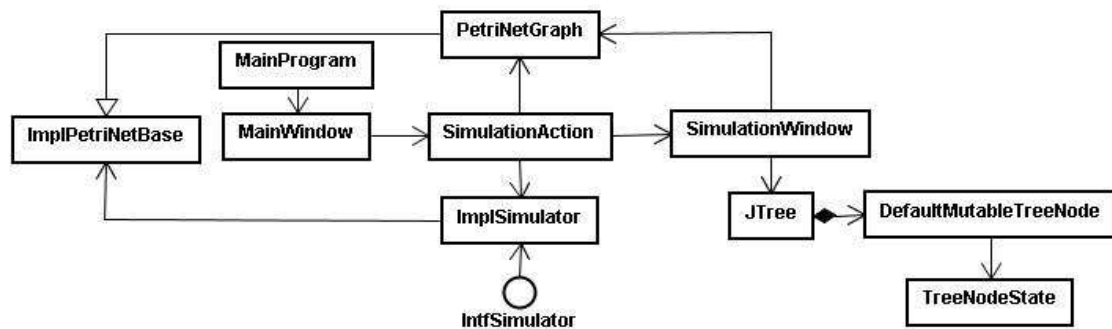 PetriNetGraph
MainProgram
ImplPetriNetBase
MainWindow
SimulationAction
SimulationWindow
ImplSimulator
JTree
DefaultMutableTreeNode
TreeNodeState
IntfSimulator